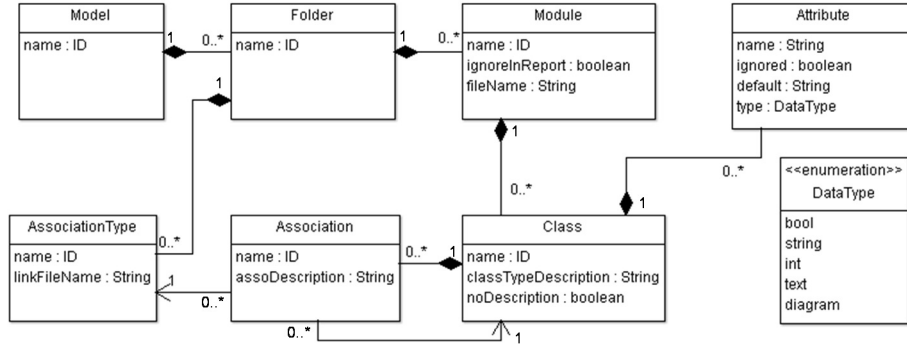 Model
name : ID
1
0..*
Folder
name : ID
1
1
0..*
Module
name : ID
ignoreInReport : boolean
fileName : String
1
0..*
Attribute
name : String
ignored : boolean
default : String
type : DataType
0..*
<<enumeration>>
DataType
bool
string
int
text
diagram
AssociationType
name : ID
linkFileName : String
0..*
1
0..*
Association
name : ID
assoDescription : String
0..*
1
0..*
1
Class
name : ID
classTypeDescription : String
noDescription : boolean
1